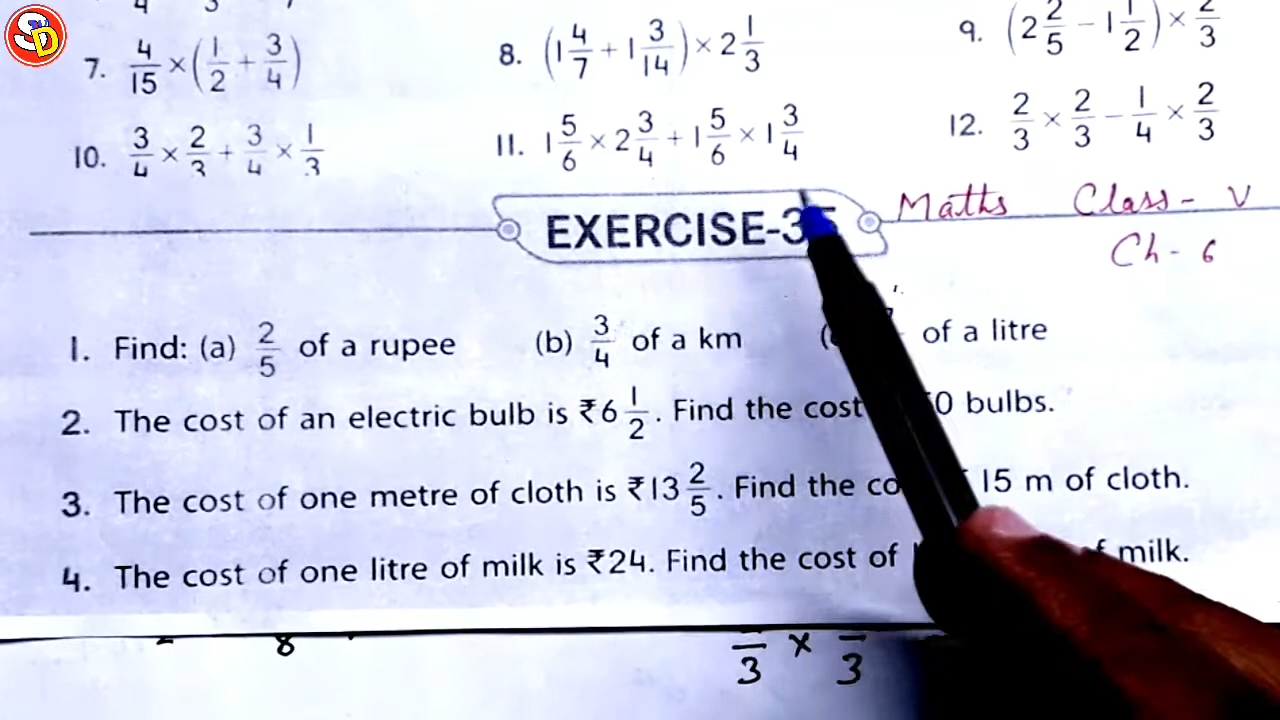 SD
7. 4/15 × (1/2 + 3/4)
8. (1 4/7 + 1 3/14) × 2 1/3
9. (2 2/5 - 1 1/2) × 2/3
10. 3/4 × 2/3 + 3/4 × 1/3
11. 1 5/6 × 2 3/4 + 1 5/6 × 1 3/4
12. 2/3 × 2/3 - 1/4 × 2/3
EXERCISE-3
Maths Class - V
Ch - 6
1. Find: (a) 2/5 of a rupee (b) 3/4 of a km of a litre
2. The cost of an electric bulb is ₹6 1/2. Find the cost 50 bulbs.
3. The cost of one metre of cloth is ₹13 2/5. Find the 15 m of cloth.
4. The cost of one litre of milk is ₹24. Find the cost of milk.
8
/3 × /3